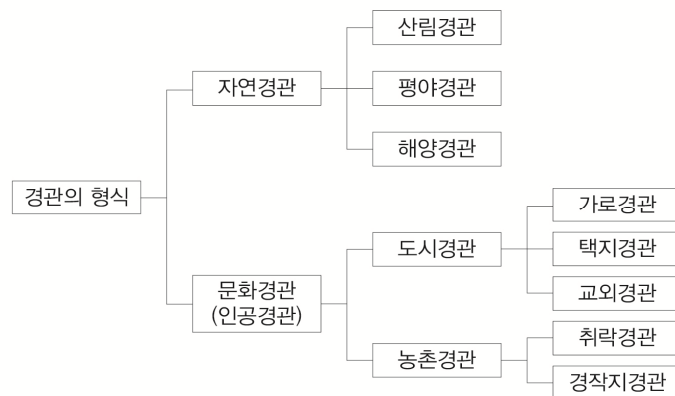 경관의 형식
자연경관
산림경관
평야경관
해양경관
문화경관
(인공경관)
도시경관
가로경관
택지경관
교외경관
농촌경관
취락경관
경작지경관